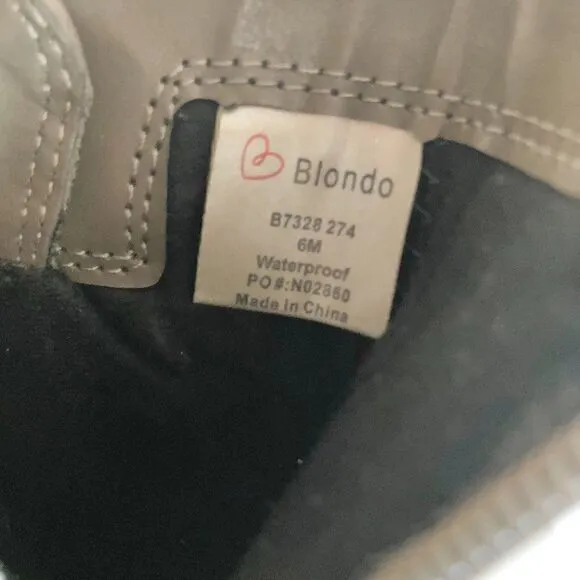 Blondo
B7328 274
6M
Waterproof
PO#:N02860
Made in China